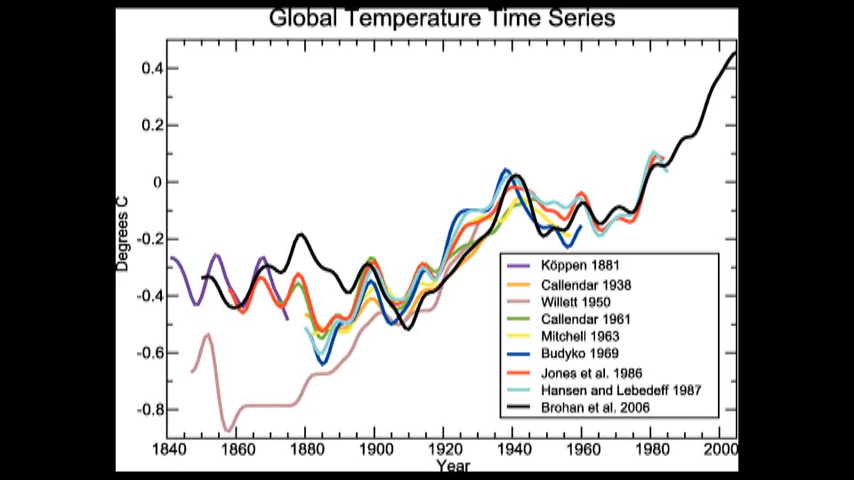 Global Temperature Time Series
0.4
0.2
0
-0.2
-0.4
-0.6
-0.8
Degrees C
Köppen 1881
Callendar 1938
Willett 1950
Callendar 1961
Mitchell 1963
Budyko 1969
Jones et al. 1986
Hansen and Lebedeff 1987
Brohan et al. 2006
1840 1860 1880 1900 1920 1940 1960 1980 2000
Year